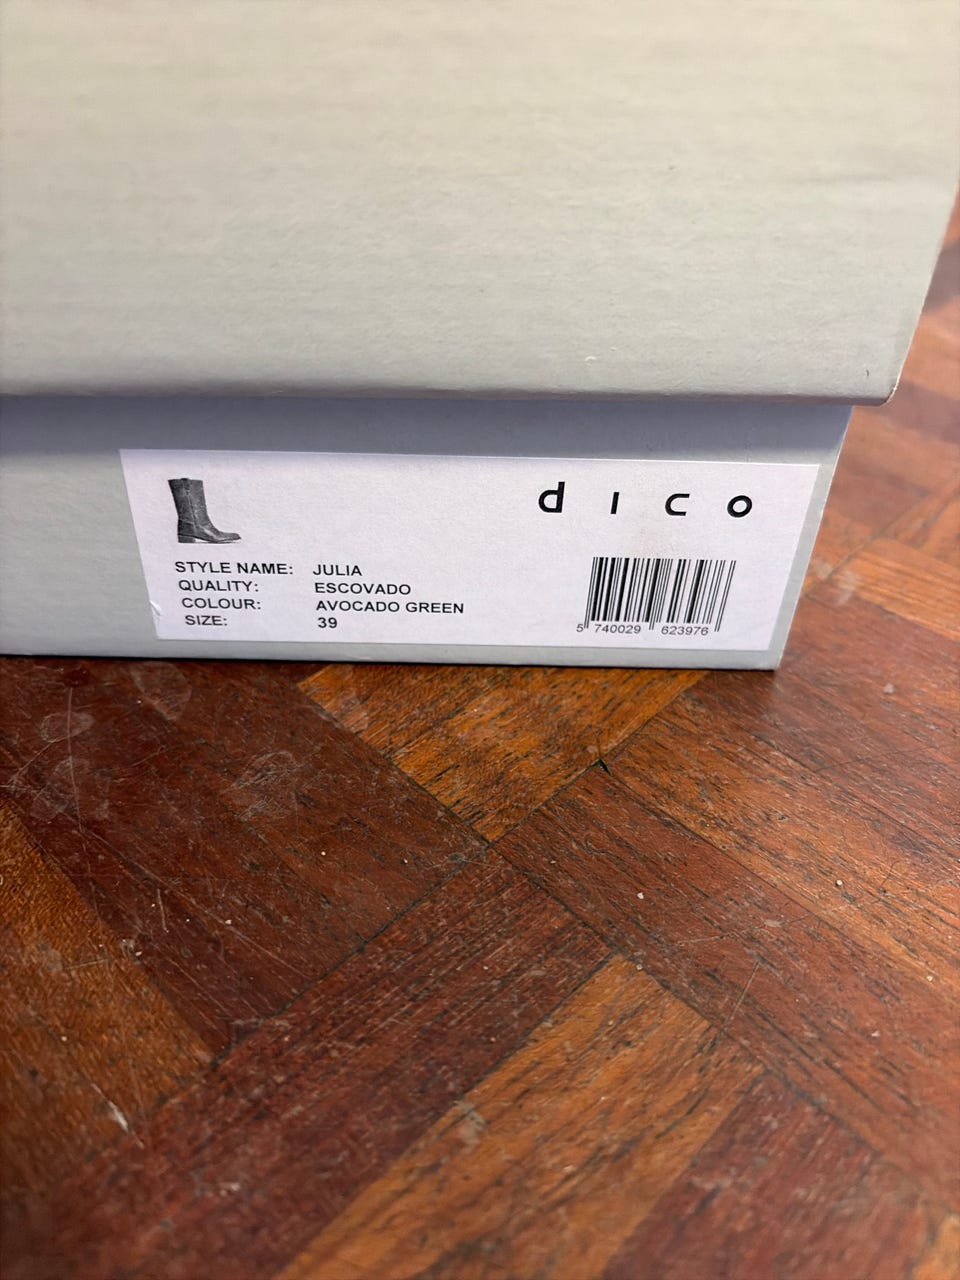 dico
STYLE NAME: JULIA
QUALITY: ESCOVADO
COLOUR: AVOCADO GREEN
SIZE: 39
5 740029 623976